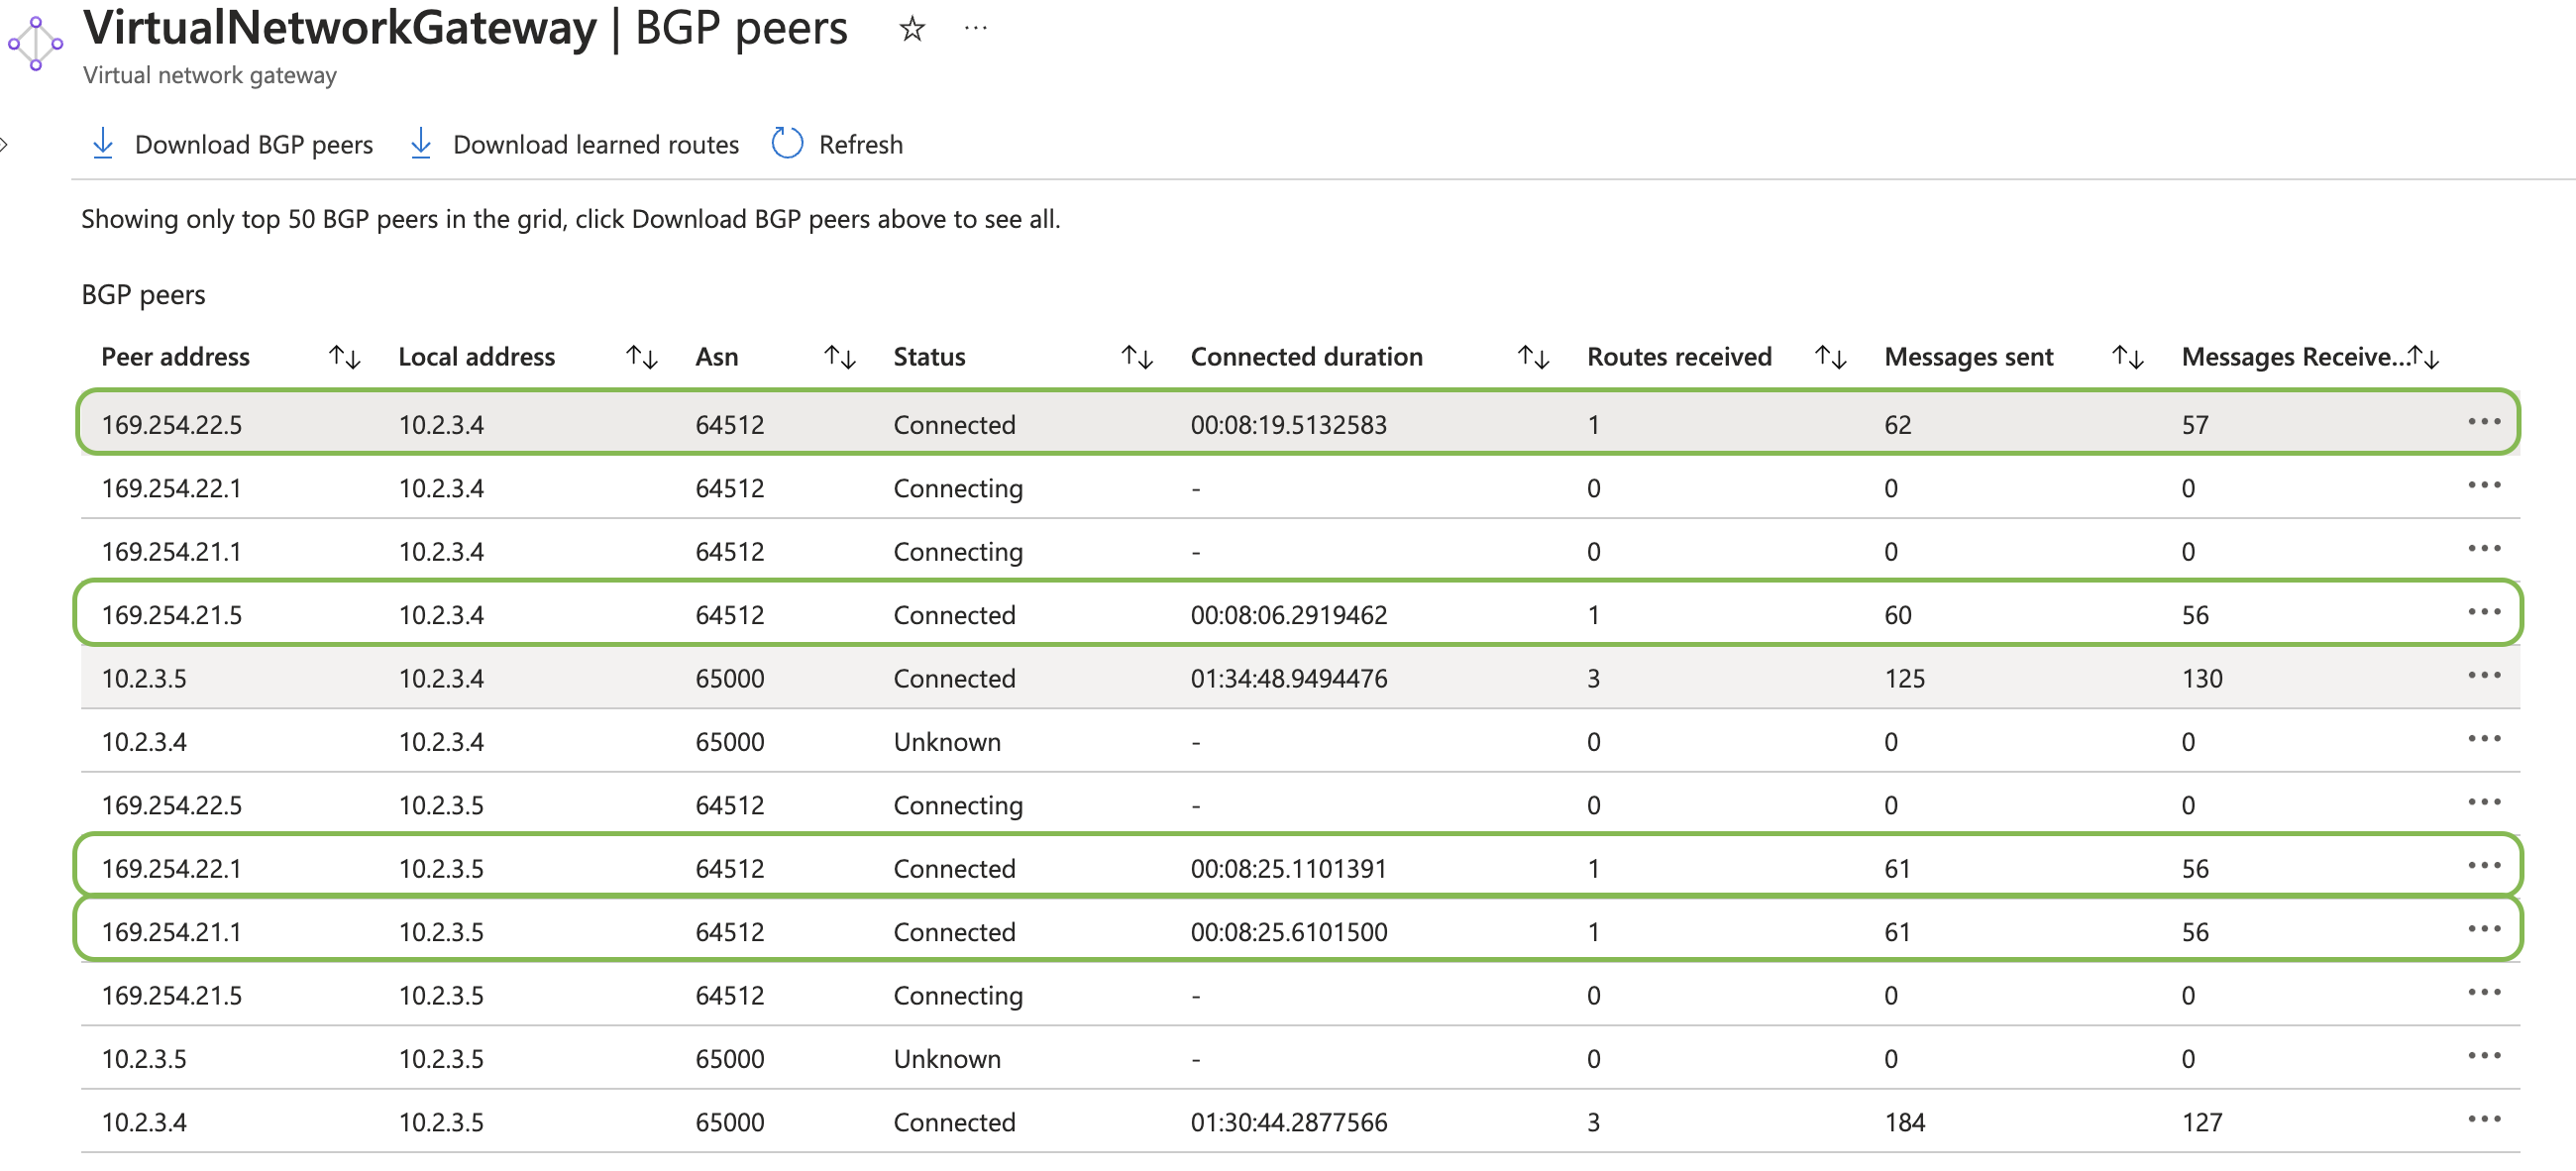 VirtualNetworkGateway | BGP peers ☆ ...
Virtual network gateway
Download BGP peers Download learned routes Refresh
Showing only top 50 BGP peers in the grid, click Download BGP peers above to see all.
BGP peers
Peer address ↑↓ Local address ↑↓ Asn ↑↓ Status ↑↓ Connected duration ↑↓ Routes received ↑↓ Messages sent ↑↓ Messages Receive...↑↓
169.254.22.5 10.2.3.4 64512 Connected 00:08:19.5132583 1 62 57 ...
169.254.22.1 10.2.3.4 64512 Connecting - 0 0 0 ...
169.254.21.1 10.2.3.4 64512 Connecting - 0 0 0 ...
169.254.21.5 10.2.3.4 64512 Connected 00:08:06.2919462 1 60 56 ...
10.2.3.5 10.2.3.4 65000 Connected 01:34:48.9494476 3 125 130 ...
10.2.3.4 10.2.3.4 65000 Unknown - 0 0 0 ...
169.254.22.5 10.2.3.5 64512 Connecting - 0 0 0 ...
169.254.22.1 10.2.3.5 64512 Connected 00:08:25.1101391 1 61 56 ...
169.254.21.1 10.2.3.5 64512 Connected 00:08:25.6101500 1 61 56 ...
169.254.21.5 10.2.3.5 64512 Connecting - 0 0 0 ...
10.2.3.5 10.2.3.5 65000 Unknown - 0 0 0 ...
10.2.3.4 10.2.3.5 65000 Connected 01:30:44.2877566 3 184 127 ...